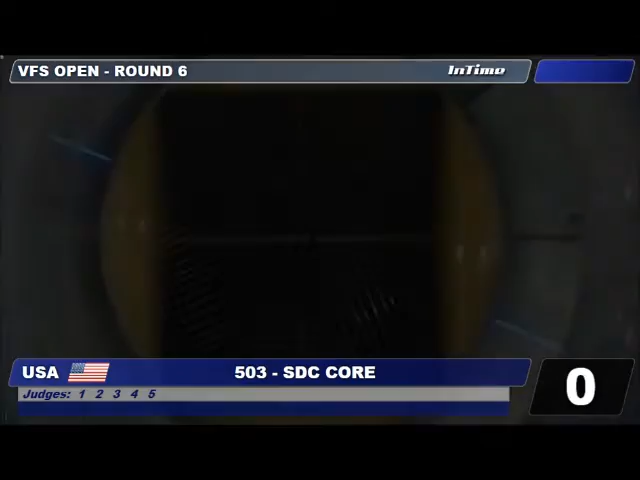 VFS OPEN - ROUND 6
InTime
USA
503 - SDC CORE
Judges: 1 2 3 4 5
0